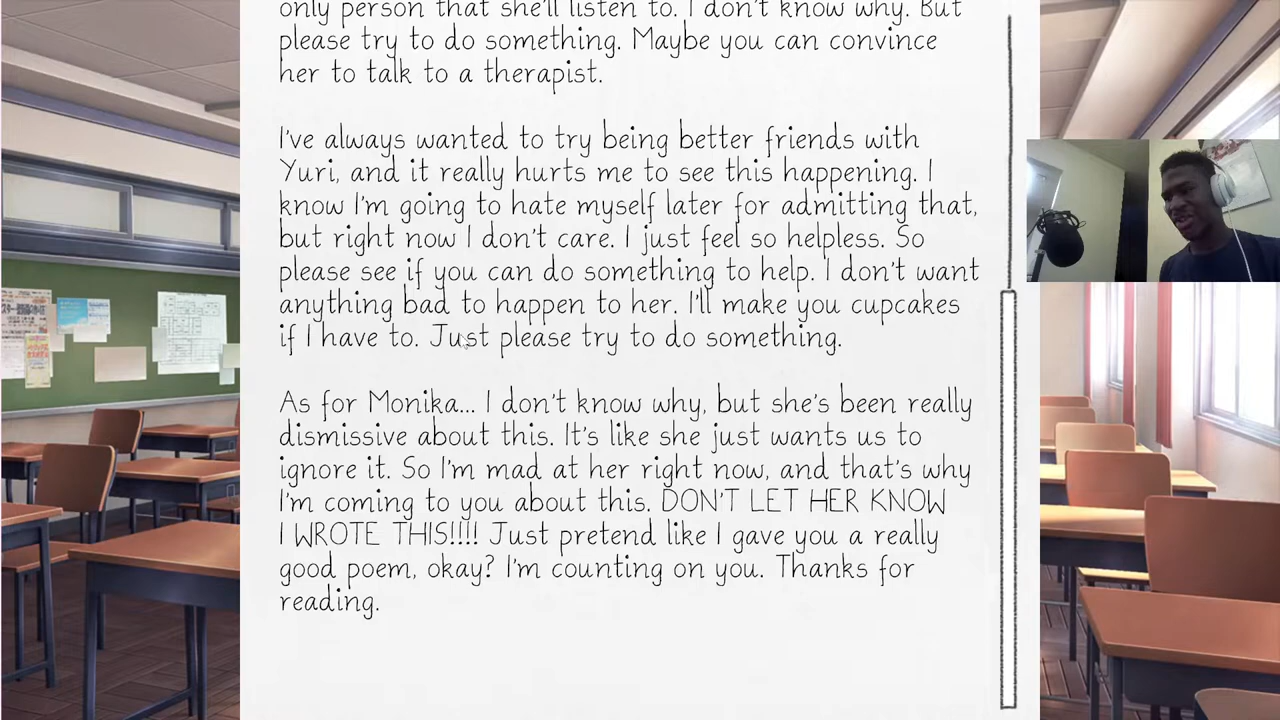 only person that she'll listen to. I don't know why. But
please try to do something. Maybe you can convince
her to talk to a therapist.
I've always wanted to try being better friends with
Yuri, and it really hurts me to see this happening. I
know I'm going to hate myself later for admitting that,
but right now I don't care. I just feel so helpless. So
please see if you can do something to help. I don't want
anything bad to happen to her. I'll make you cupcakes
if I have to. Just please try to do something.
As for Monika... I don't know why, but she's been really
dismissive about this. It's like she just wants us to
ignore it. So I'm mad at her right now, and that's why
I'm coming to you about this. DON'T LET HER KNOW
I WROTE THIS!!!! Just pretend like I gave you a really
good poem, okay? I'm counting on you. Thanks for
reading.